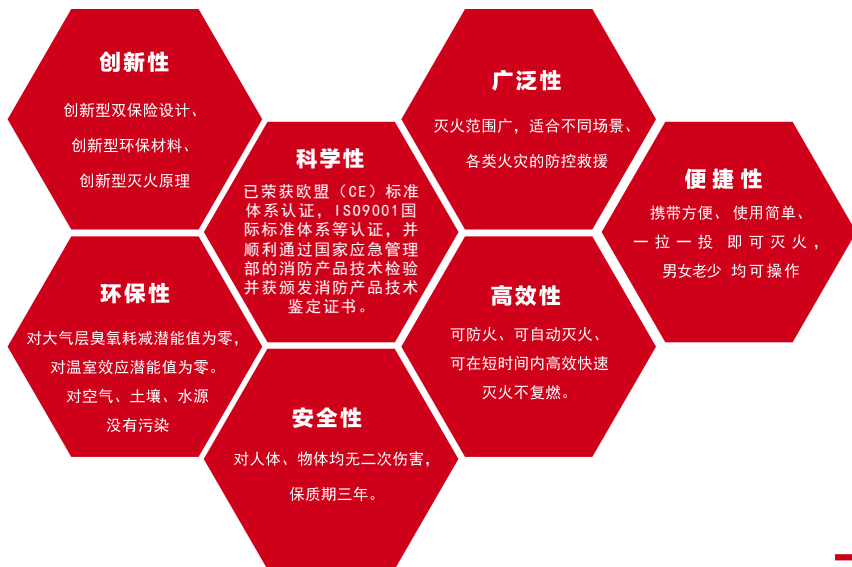 创新性
创新型双保险设计、
创新型环保材料、
创新型灭火原理
科学性
已荣获欧盟（CE）标准
体系认证，ISO9001国
际标准体系等认证，并
顺利通过国家应急管理
部的消防产品技术检验
并获颁发消防产品技术
鉴定证书。
广泛性
灭火范围广，适合不同场景、
各类火灾的防控救援
便捷性
携带方便、使用简单、
一拉一投 即可灭火，
男女老少 均可操作
环保性
对大气层臭氧耗减潜能值为零，
对温室效应潜能值为零。
对空气、土壤、水源
没有污染
高效性
可防火、可自动灭火、
可在短时间内高效快速
灭火不复燃。
安全性
对人体、物体均无二次伤害，
保质期三年。